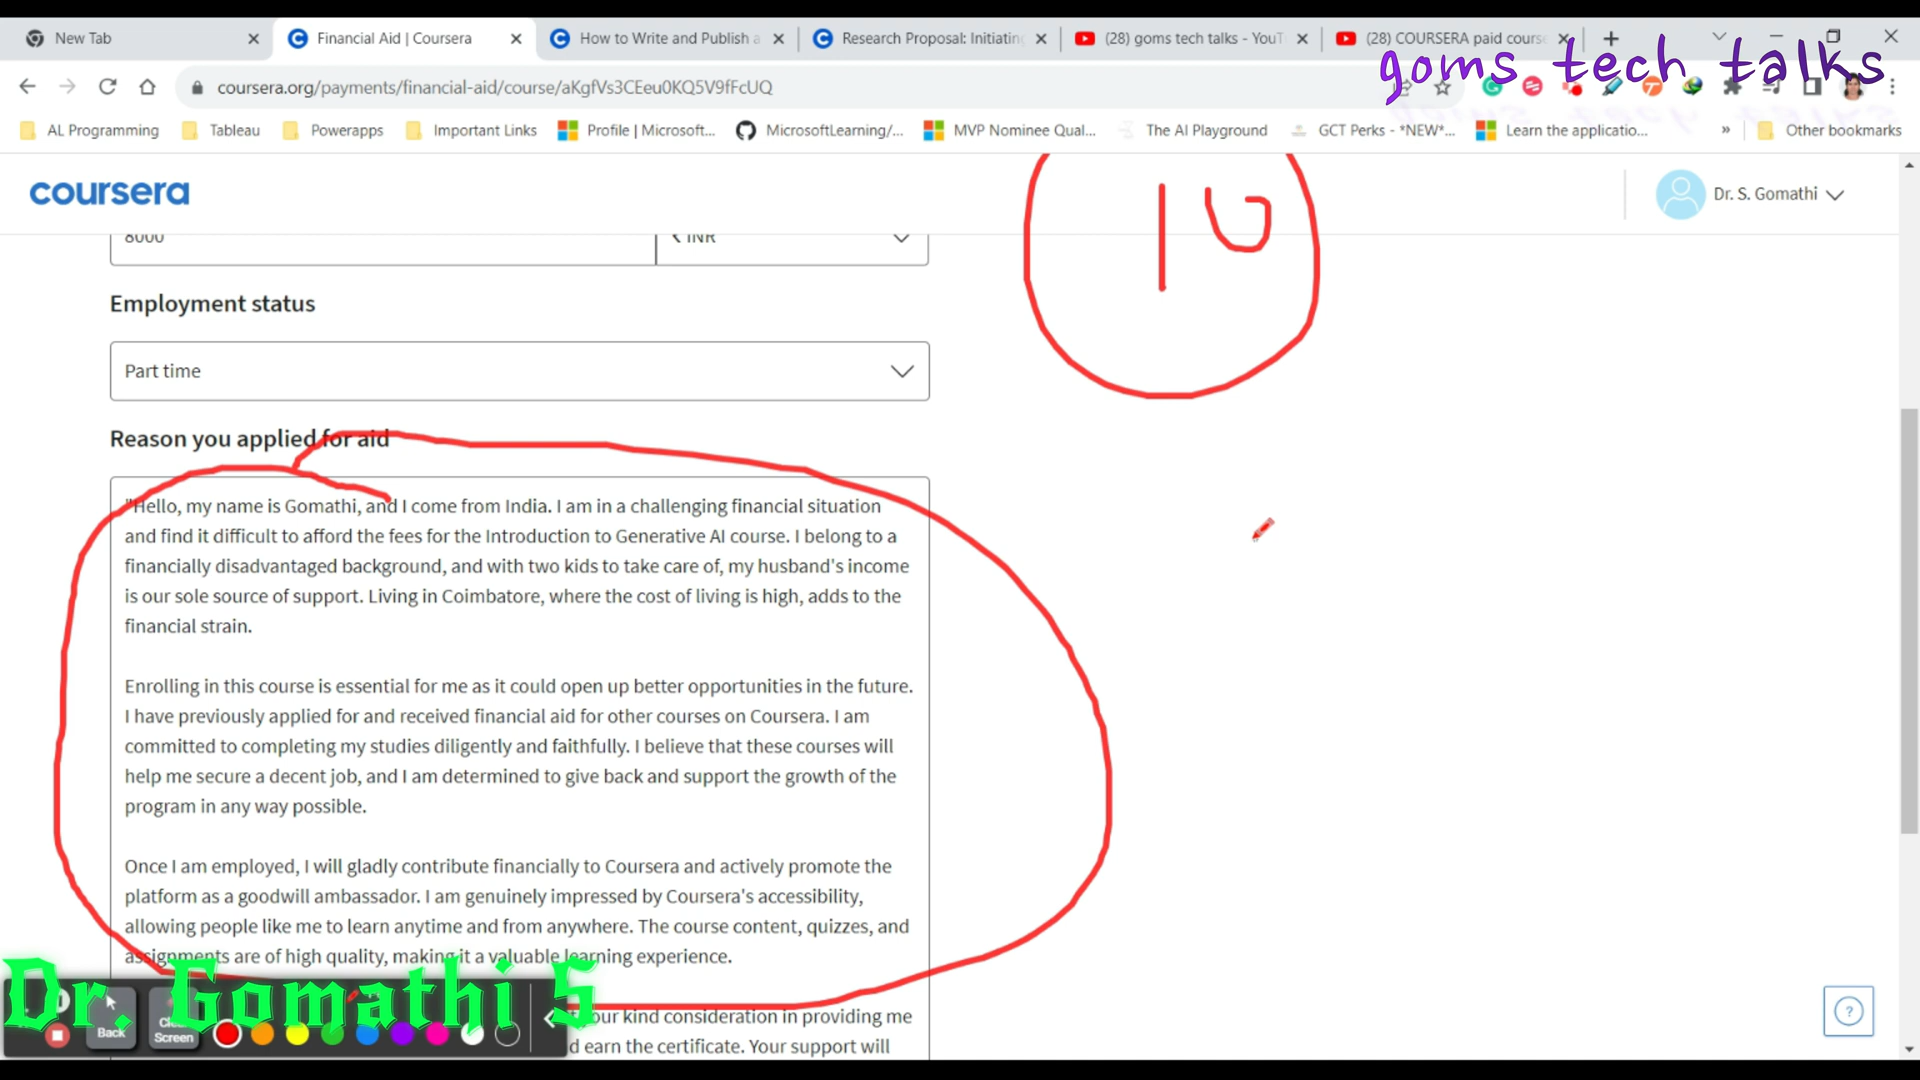 New Tab
Financial Aid | Coursera
How to Write and Publish a
Research Proposal: Initiating
(28) goms tech talks - YouT
(28) COURSERA paid course
goms tech talks
coursera.org/payments/financial-aid/course/aKgfVs3CEeu0KQ5V9fFcUQ
AL Programming
Tableau
Powerapps
Important Links
Profile | Microsoft...
MicrosoftLearning/...
MVP Nominee Qual...
The AI Playground
GCT Perks - *NEW*...
Learn the applicatio...
»
Other bookmarks
coursera
10
Dr. S. Gomathi
8000
₹ INR
Employment status
Part time
Reason you applied for aid
"Hello, my name is Gomathi, and I come from India. I am in a challenging financial situation
and find it difficult to afford the fees for the Introduction to Generative AI course. I belong to a
financially disadvantaged background, and with two kids to take care of, my husband's income
is our sole source of support. Living in Coimbatore, where the cost of living is high, adds to the
financial strain.
Enrolling in this course is essential for me as it could open up better opportunities in the future.
I have previously applied for and received financial aid for other courses on Coursera. I am
committed to completing my studies diligently and faithfully. I believe that these courses will
help me secure a decent job, and I am determined to give back and support the growth of the
program in any way possible.
Once I am employed, I will gladly contribute financially to Coursera and actively promote the
platform as a goodwill ambassador. I am genuinely impressed by Coursera's accessibility,
allowing people like me to learn anytime and from anywhere. The course content, quizzes, and
assignments are of high quality, making it a valuable learning experience.
your kind consideration in providing me
earn the certificate. Your support will
Dr. Gomathi S
Back
Screen